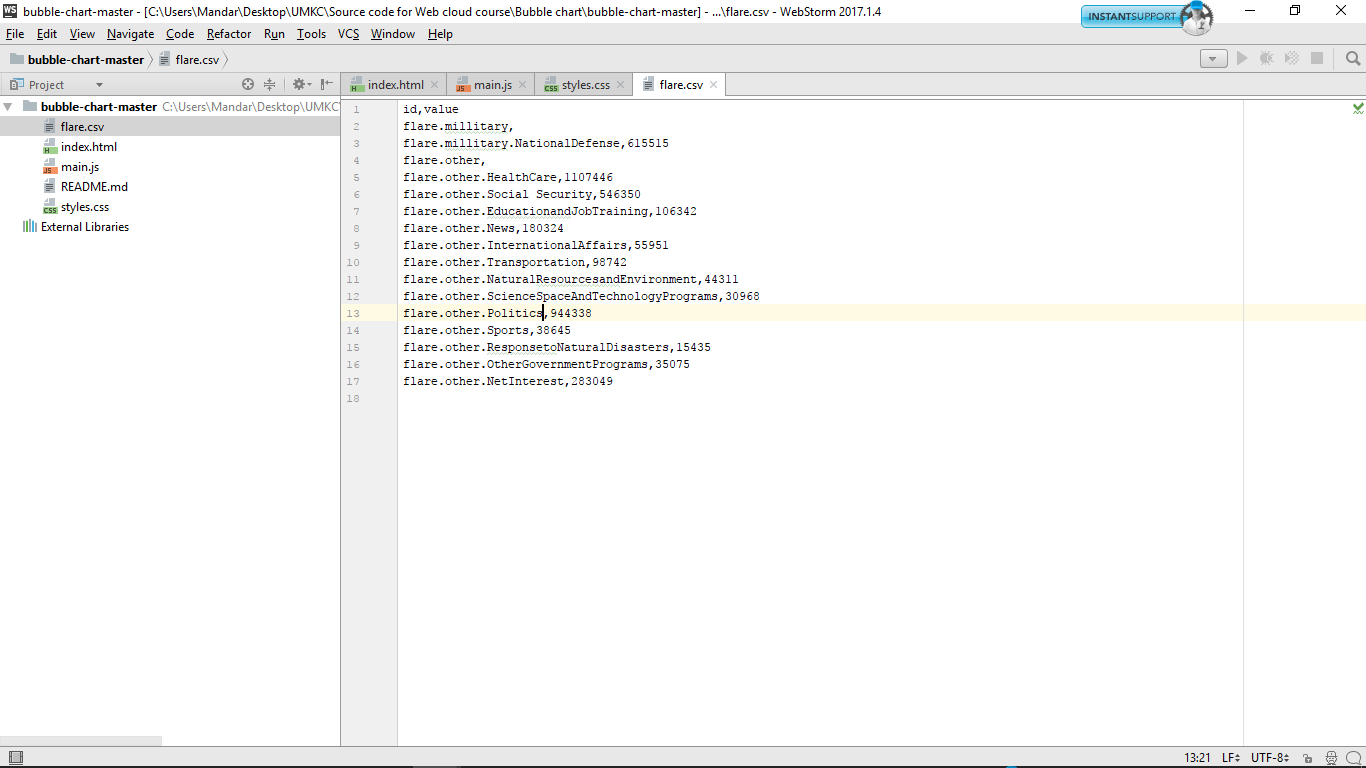 WS bubble-chart-master - [C:\Users\Mandar\Desktop\UMKC\Source code for Web cloud course\Bubble chart\bubble-chart-master] - ...\flare.csv - WebStorm 2017.1.4
INSTANTSUPPORT
File Edit View Navigate Code Refactor Run Tools VCS Window Help
bubble-chart-master flare.csv
Project
index.html main.js styles.css flare.csv
bubble-chart-master C:\Users\Mandar\Desktop\UMKC
flare.csv
index.html
main.js
README.md
styles.css
External Libraries
1 id,value
2 flare.millitary,
3 flare.millitary.NationalDefense,615515
4 flare.other,
5 flare.other.HealthCare,1107446
6 flare.other.Social Security,546350
7 flare.other.EducationandJobTraining,106342
8 flare.other.News,180324
9 flare.other.InternationalAffairs,55951
10 flare.other.Transportation,98742
11 flare.other.NaturalResourcesandEnvironment,44311
12 flare.other.ScienceSpaceAndTechnologyPrograms,30968
13 flare.other.Politics,944338
14 flare.other.Sports,38645
15 flare.other.ResponsetoNaturalDisasters,15435
16 flare.other.OtherGovernmentPrograms,35075
17 flare.other.NetInterest,283049
18
13:21 LF UTF-8